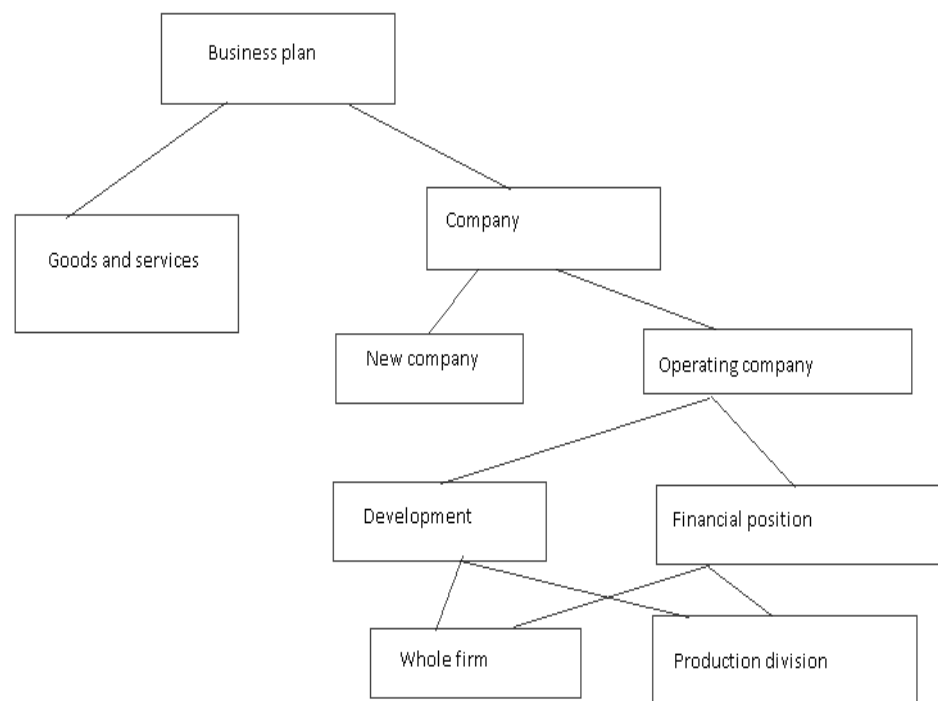 Business plan
Company
Goods and services
New company
Operating company
Development
Financial position
Whole firm
Production division